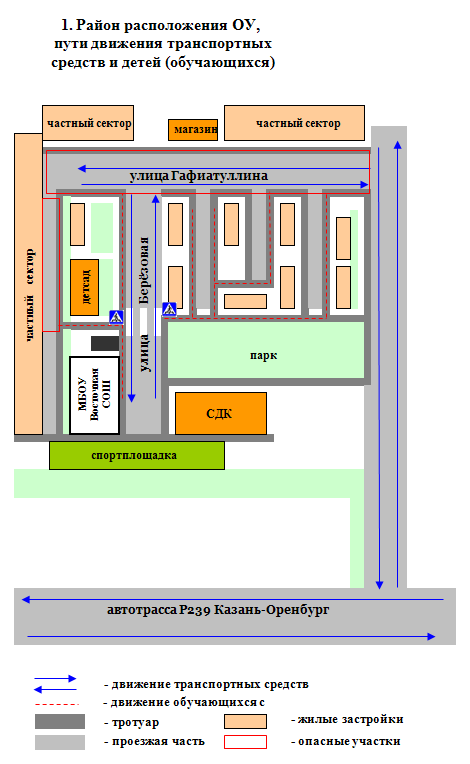 1. Район расположения ОУ,
пути движения транспортных
средств и детей (обучающихся)
частный сектор
магазин
частный сектор
улица Гафиатуллина
частный сектор
детсад
улица Берёзовая
парк
МБОУ
Восточная
СОШ
СДК
спортплощадка
автотрасса Р239 Казань-Оренбург
- движение транспортных средств
- движение обучающихся с
- тротуар
- жилые застройки
- проезжая часть
- опасные участки